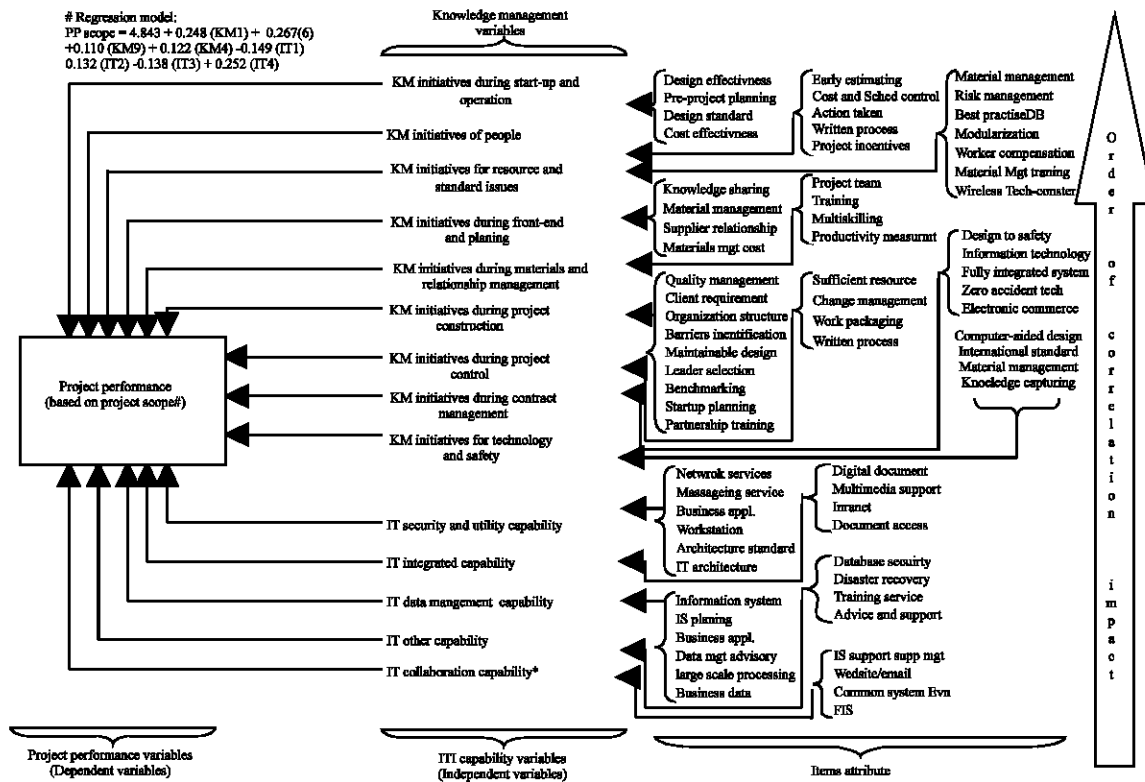 # Regression model:
PP scope = 4.843 + 0.248 (KM1) + 0.267(6)
+0.110 (KM9) + 0.122 (KM4) -0.149 (IT1)
0.132 (IT2) -0.138 (IT3) + 0.252 (IT4)
Knowledge management
variables
KM initiatives during start-up and
operation
KM initiatives of people
KM initiatives for resource and
standard issues
KM initiatives during front-end
and planing
KM initiatives during materials and
relationship management
KM initiatives during project
construction
KM initiatives during project
control
KM initiatives during contract
management
KM initiatives for technology
and safety
IT security and utility capability
IT integrated capability
IT data mangement capability
IT other capability
IT collaboration capability*
Project performance
(based on project scope#)
Design effectivness
Pre-project planning
Design standard
Cost effectivness
Early estimating
Cost and Sched control
Action taken
Written process
Project incentives
Material management
Risk management
Best practiseDB
Modularization
Worker compensation
Material Mgt traning
Wireless Tech-conster
Knowledge sharing
Material management
Supplier relationship
Materials mgt cost
Project team
Training
Multiskilling
Productivity measurmt
Design to safety
Information technology
Fully integrated system
Zero accident tech
Electronic commerce
Quality management
Client requirement
Organization structure
Barriers inentification
Maintainable design
Leader selection
Benchmarking
Startup planning
Partnership training
Sufficient resource
Change management
Work packaging
Written process
Computer-aided design
International standard
Material management
Knoeledge capturing
Netwrok services
Massageing service
Business appl.
Workstation
Architecture standard
IT architecture
Digital document
Multimedia support
Inranet
Document access
Database secuirty
Disaster recovery
Training service
Advice and support
Information system
IS planing
Business appl.
Data mgt advisory
large scale processing
Business data
IS support supp mgt
Wedsite/email
Common system Evn
FIS
Order of correlation impact
Project performance variables
(Dependent variables)
ITI capability variables
(Independent variables)
Items attribute